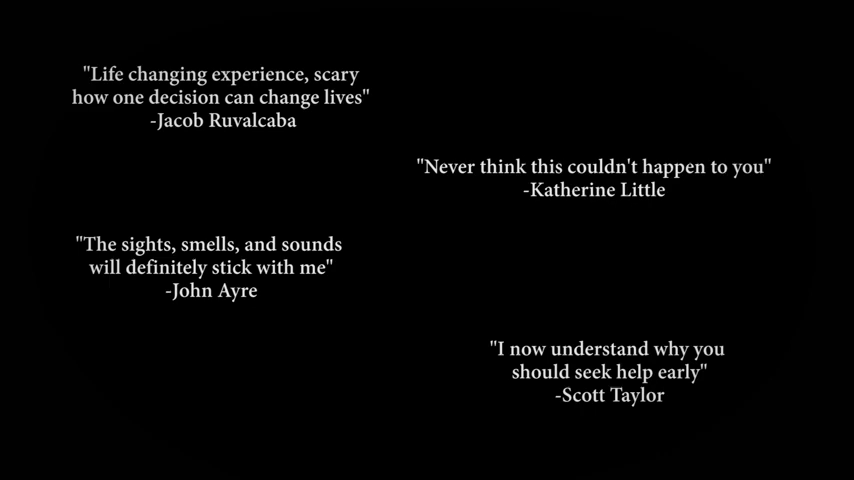 "Life changing experience, scary
how one decision can change lives"
-Jacob Ruvalcaba
"Never think this couldn't happen to you"
-Katherine Little
"The sights, smells, and sounds
will definitely stick with me"
-John Ayre
"I now understand why you
should seek help early"
-Scott Taylor